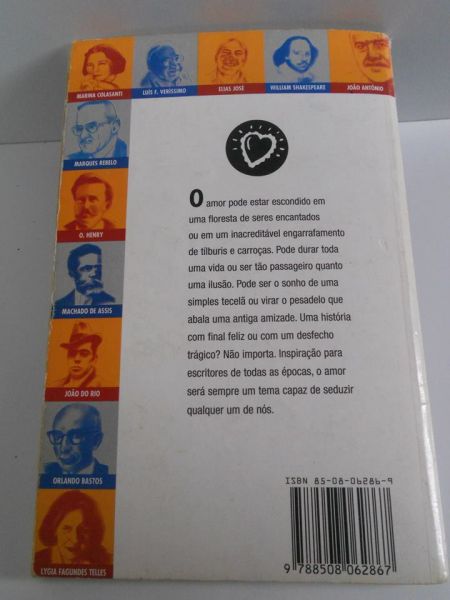 MARINA COLASANTI
LUÍS F. VERÍSSIMO
ELIAS JOSÉ
WILLIAM SHAKESPEARE
JOÃO ANTÔNIO
MARQUES REBELO
O. HENRY
MACHADO DE ASSIS
JOÃO DO RIO
ORLANDO BASTOS
LYGIA FAGUNDES TELLES
O amor pode estar escondido em
uma floresta de seres encantados
ou em um inacreditável engarrafamento
de tílburis e carroças. Pode durar toda
uma vida ou ser tão passageiro quanto
uma ilusão. Pode ser o sonho de uma
simples tecelã ou virar o pesadelo que
abala uma antiga amizade. Uma história
com final feliz ou com um desfecho
trágico? Não importa. Inspiração para
escritores de todas as épocas, o amor
será sempre um tema capaz de seduzir
qualquer um de nós.
ISBN 85-08-06286-9
9 788508 062867